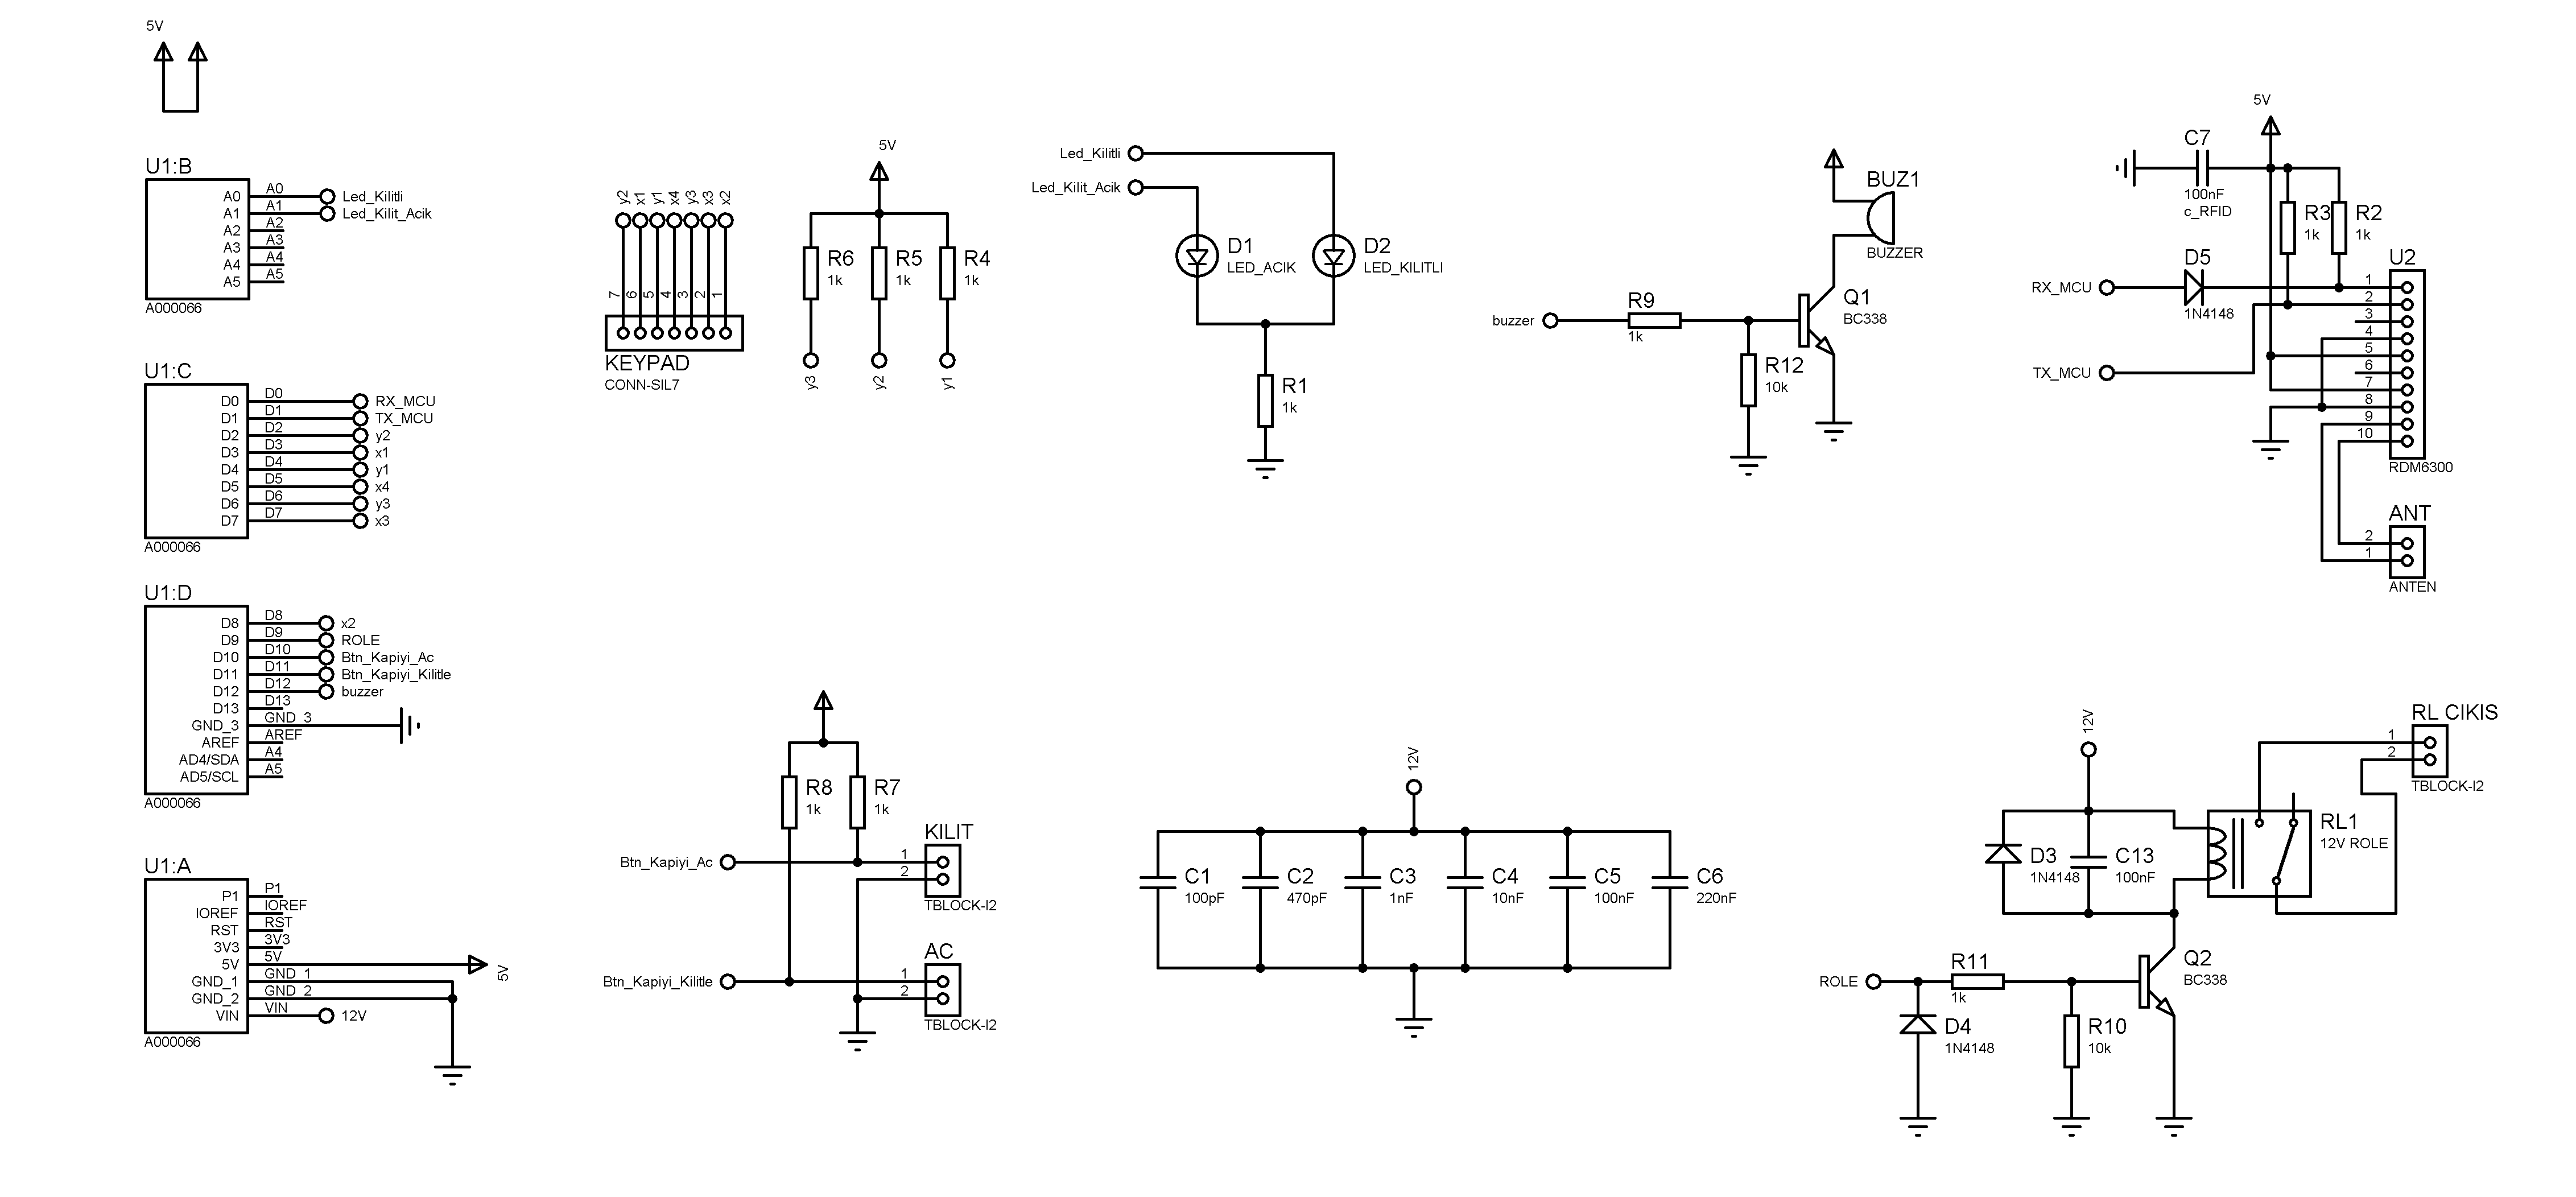 5V
U1:B
A0 A0 Led_Kilitli
A1 A1 Led_Kilit_Acik
A2 A2
A3 A3
A4 A4
A5 A5
A000066
U1:C
D0 D0 RX_MCU
D1 D1 TX_MCU
D2 D2 y2
D3 D3 x1
D4 D4 y1
D5 D5 x4
D6 D6 y3
D7 D7 x3
A000066
U1:D
D8 D8 x2
D9 D9 ROLE
D10 D10 Btn_Kapiyi_Ac
D11 D11 Btn_Kapiyi_Kilitle
D12 D12 buzzer
D13 D13
GND_3 GND_3
AREF AREF
AD4/SDA A4
AD5/SCL A5
A000066
U1:A
P1 P1
IOREF IOREF
RST RST
3V3 3V3
5V 5V 5V
GND_1 GND_1
GND_2 GND_2
VIN VIN 12V
A000066
y2 x1 y1 x4 y3 x3 x2
7 6 5 4 3 2 1
KEYPAD
CONN-SIL7
5V
R6 R5 R4
1k 1k 1k
y3 y2 y1
Led_Kilitli
Led_Kilit_Acik
D1 D2
LED_ACIK LED_KILITLI
R1
1k
BUZ1
BUZZER
Q1
BC338
buzzer
R9
1k
R12
10k
5V
C7
100nF
c_RFID
R3 R2
1k 1k
D5
1N4148
RX_MCU
TX_MCU
U2
1
2
3
4
5
6
7
8
9
10
RDM6300
ANT
2
1
ANTEN
R8 R7
1k 1k
KILIT
Btn_Kapiyi_Ac 1
2
TBLOCK-I2
AC
Btn_Kapiyi_Kilitle 1
2
TBLOCK-I2
12V
C1 C2 C3 C4 C5 C6
100pF 470pF 1nF 10nF 100nF 220nF
12V
RL CIKIS
1
2
TBLOCK-I2
RL1
12V ROLE
D3 C13
1N4148 100nF
Q2
BC338
ROLE
R11
1k
D4
1N4148
R10
10k